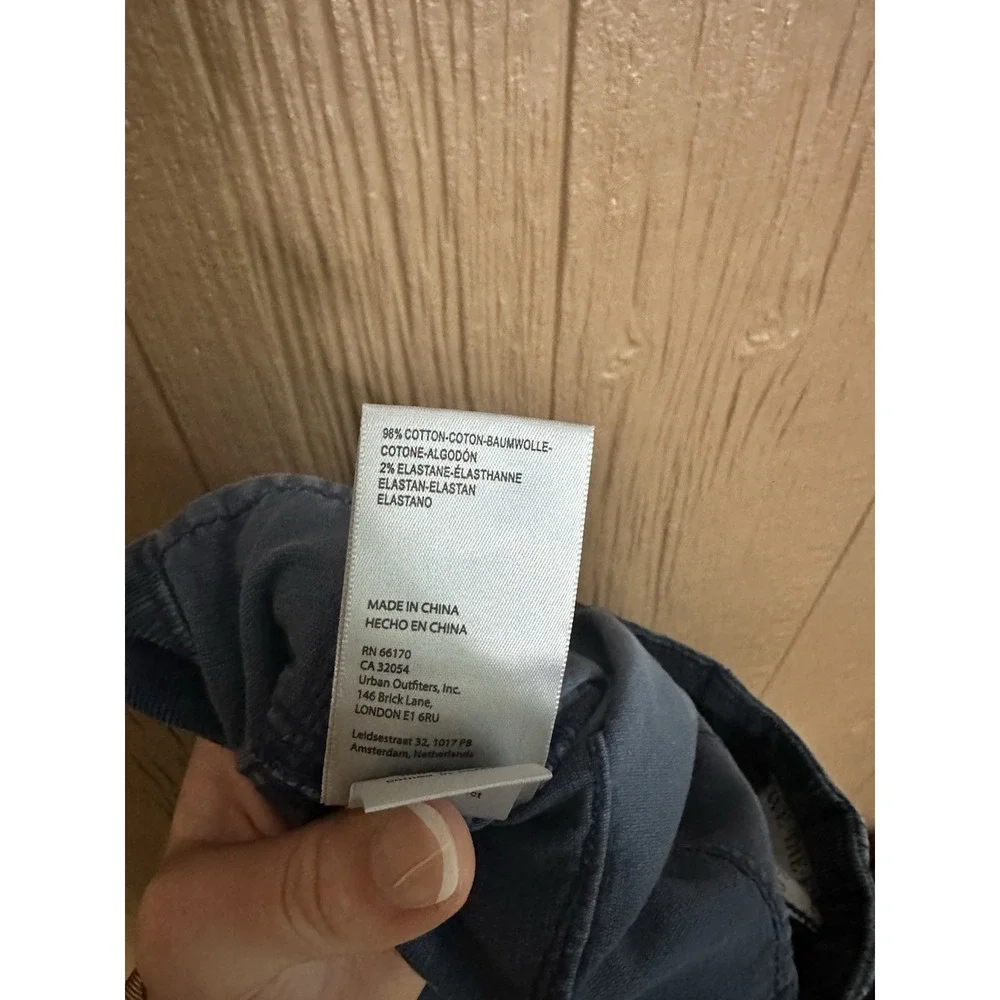 98% COTTON-COTON-BAUMWOLLE-
COTONE-ALGODÓN
2% ELASTANE-ÉLASTHANNE
ELASTAN-ELASTAN
ELASTANO
MADE IN CHINA
HECHO EN CHINA
RN 66170
CA 32054
Urban Outfiters, Inc.
146 Brick Lane,
LONDON E1 6RU
Leidsestraat 32, 1017 PB
Amsterdam, Netherlands